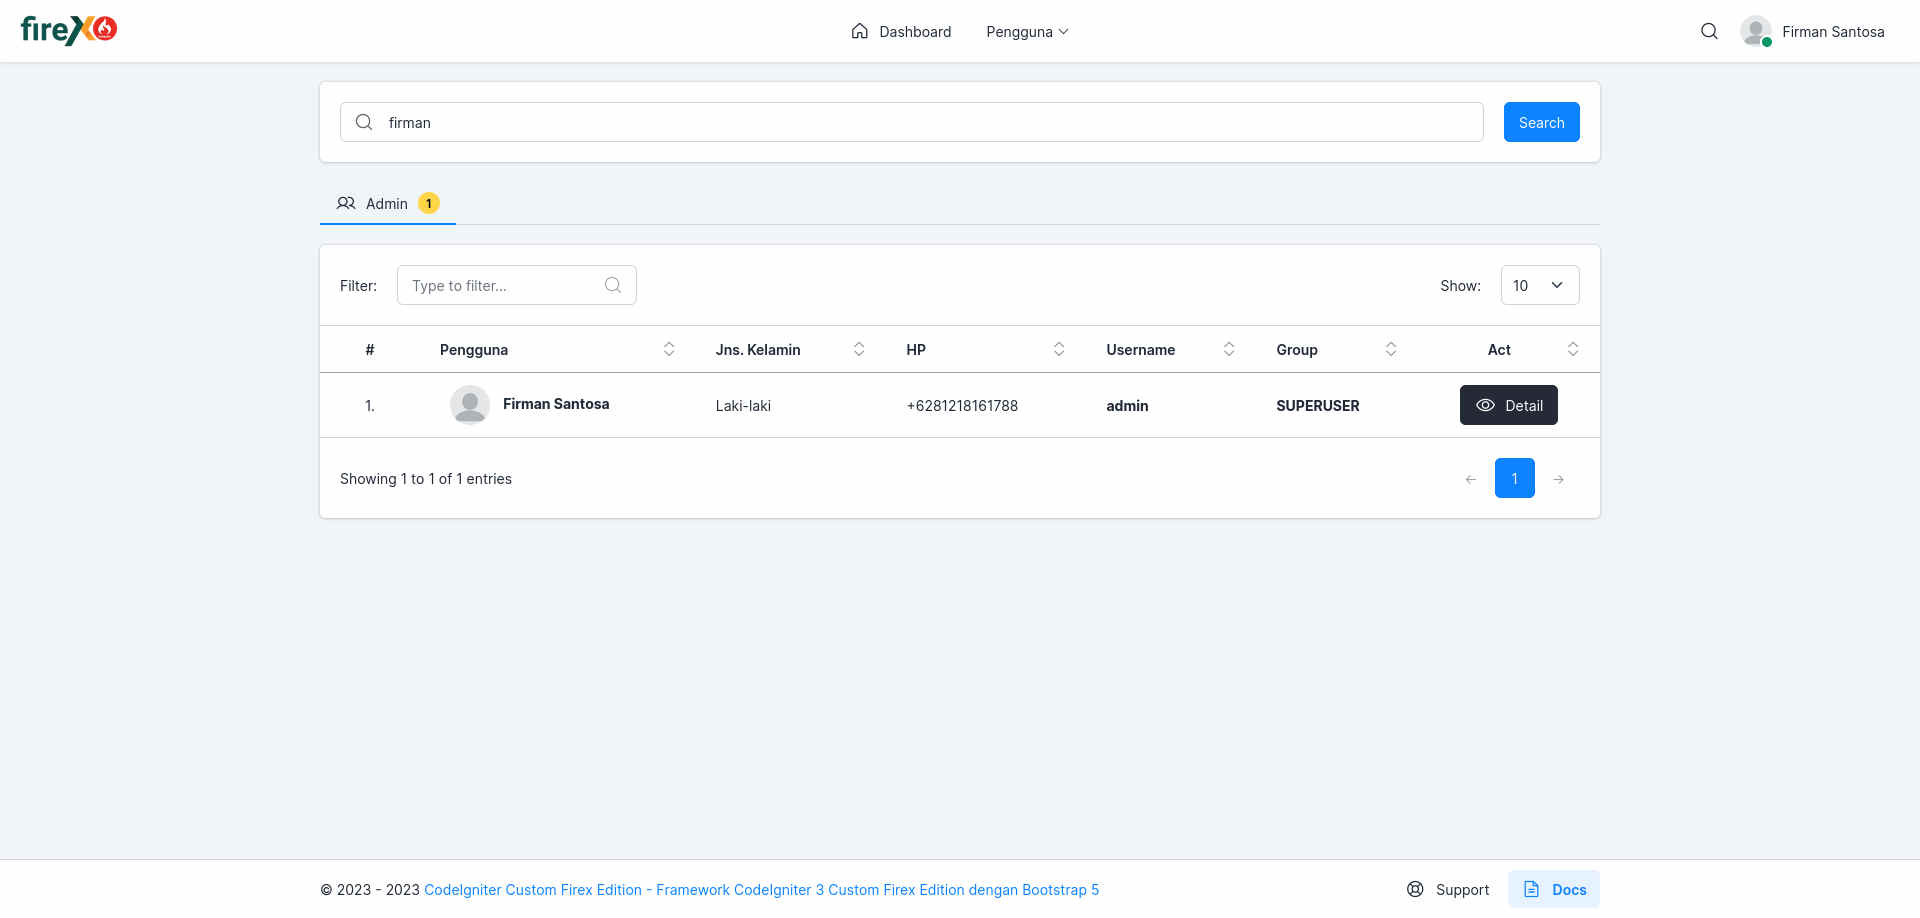 fireX
Dashboard Pengguna Firman Santosa
firman Search
Admin 1
Filter: Type to filter... Show: 10
# Pengguna Jns. Kelamin HP Username Group Act
1. Firman Santosa Laki-laki +6281218161788 admin SUPERUSER Detail
Showing 1 to 1 of 1 entries ← 1 →
© 2023 - 2023 CodeIgniter Custom Firex Edition - Framework CodeIgniter 3 Custom Firex Edition dengan Bootstrap 5 Support Docs